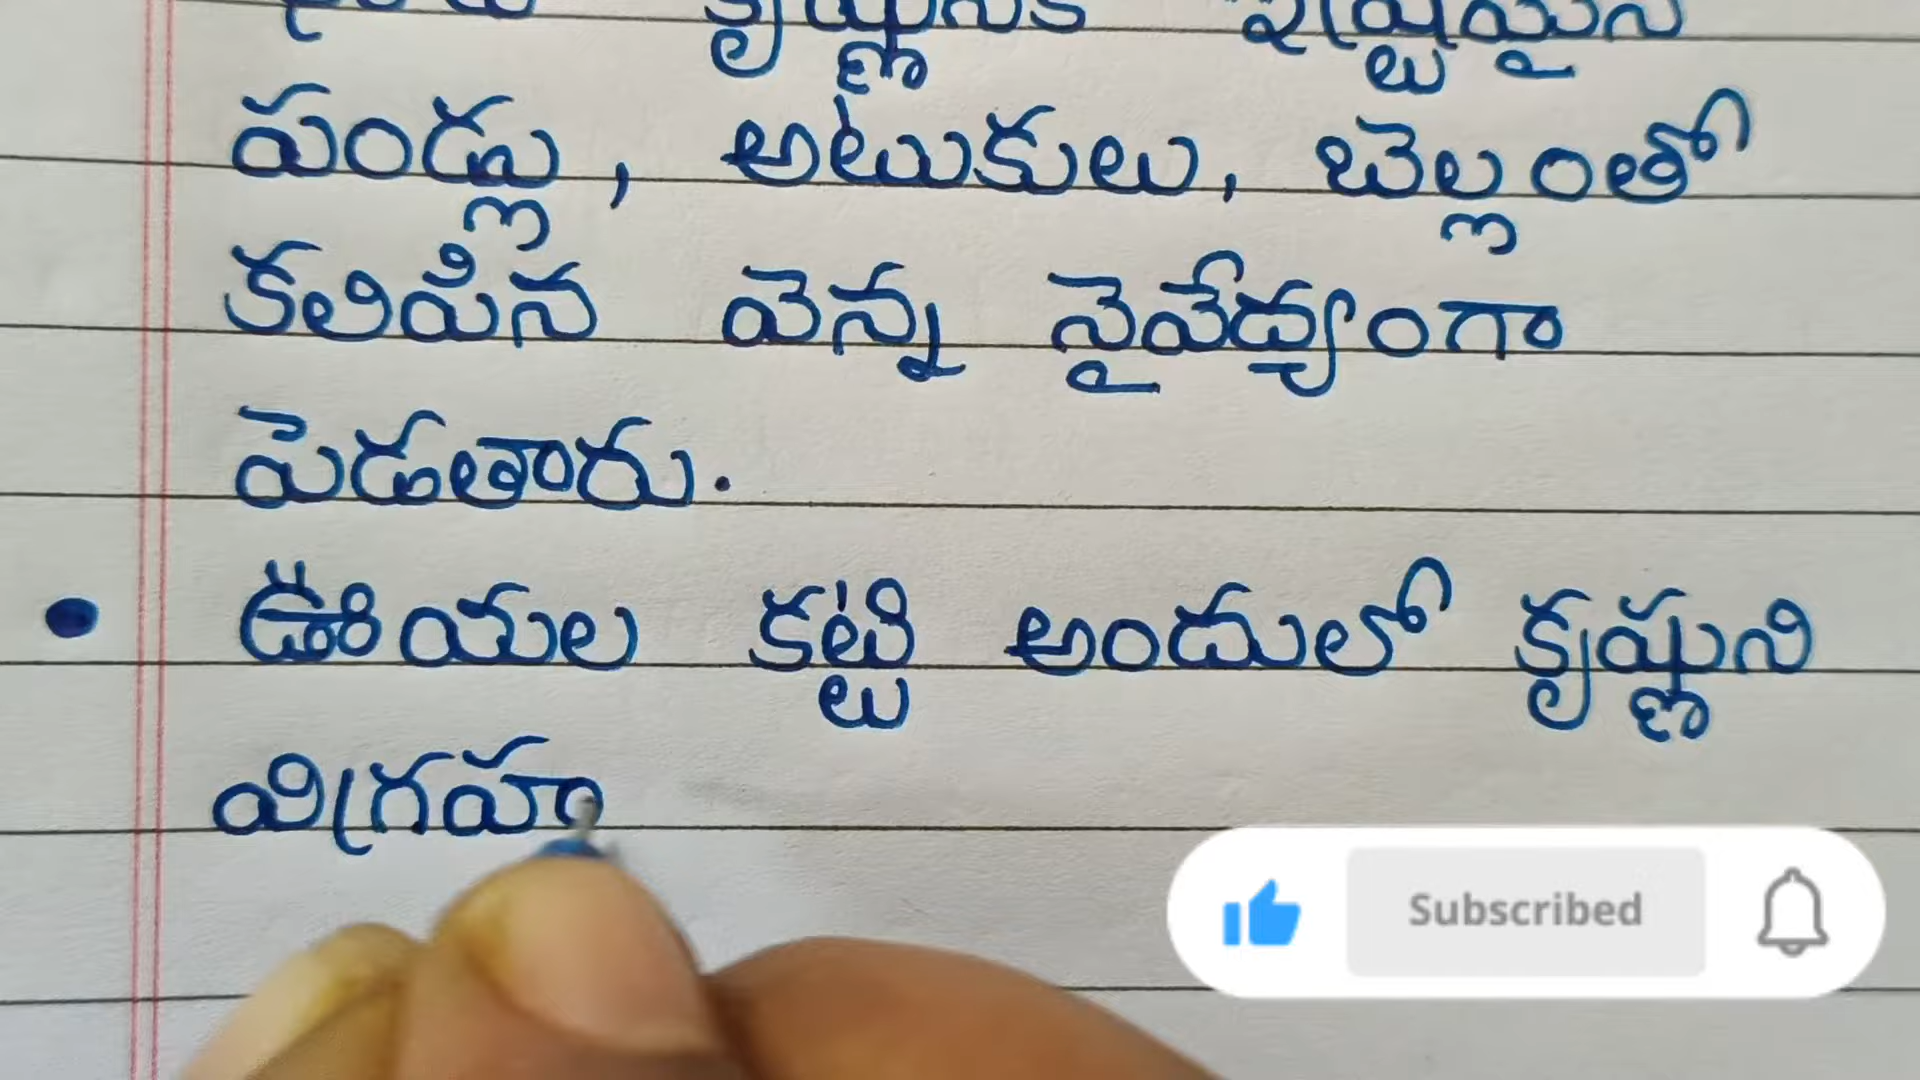 కృష్ణునికి
పండ్లు, అటుకులు, బెల్లంతో
కలిపిన వెన్న నైవేద్యంగా
పెడతారు.
• ఊయల కట్టి అందులో కృష్ణుని
విగ్రహా
Subscribed